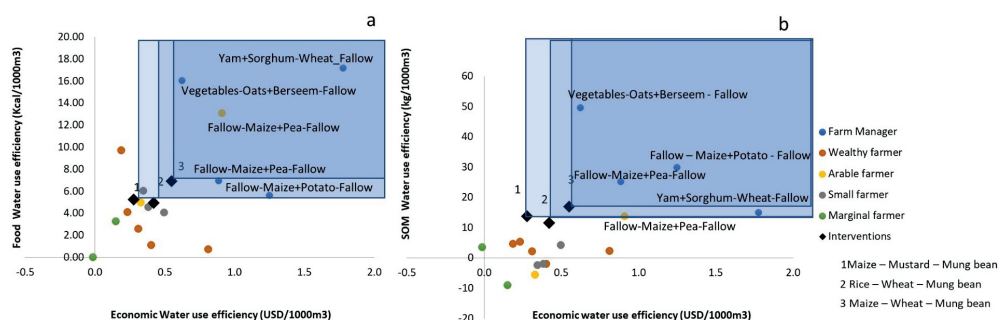 a
20.00
18.00
16.00
14.00
12.00
10.00
8.00
6.00
4.00
2.00
0.00
Food Water use efficiency (Kcal/1000m3)
Yam+Sorghum-Wheat_Fallow
Vegetables-Oats+Berseem-Fallow
Fallow-Maize+Pea-Fallow
Fallow-Maize+Pea-Fallow
Fallow-Maize+Potato-Fallow
1
2
3
-0.5
0.0
0.5
1.0
1.5
2.0
Economic Water use efficiency (USD/1000m3)
b
60
50
40
30
20
10
0
-10
-20
SOM Water use efficiency (kg/1000m3)
Vegetables-Oats+Berseem - Fallow
Fallow – Maize+Potato - Fallow
Fallow-Maize+Pea-Fallow
Yam+Sorghum-Wheat-Fallow
Fallow-Maize+Pea-Fallow
1
2
3
-0.5
0.0
0.5
1.0
1.5
2.0
Economic water use efficiency (USD/1000m3)
Farm Manager
Wealthy farmer
Arable farmer
Small farmer
Marginal farmer
Interventions
1Maize – Mustard – Mung bean
2 Rice – Wheat – Mung bean
3 Maize – Wheat – Mung bean